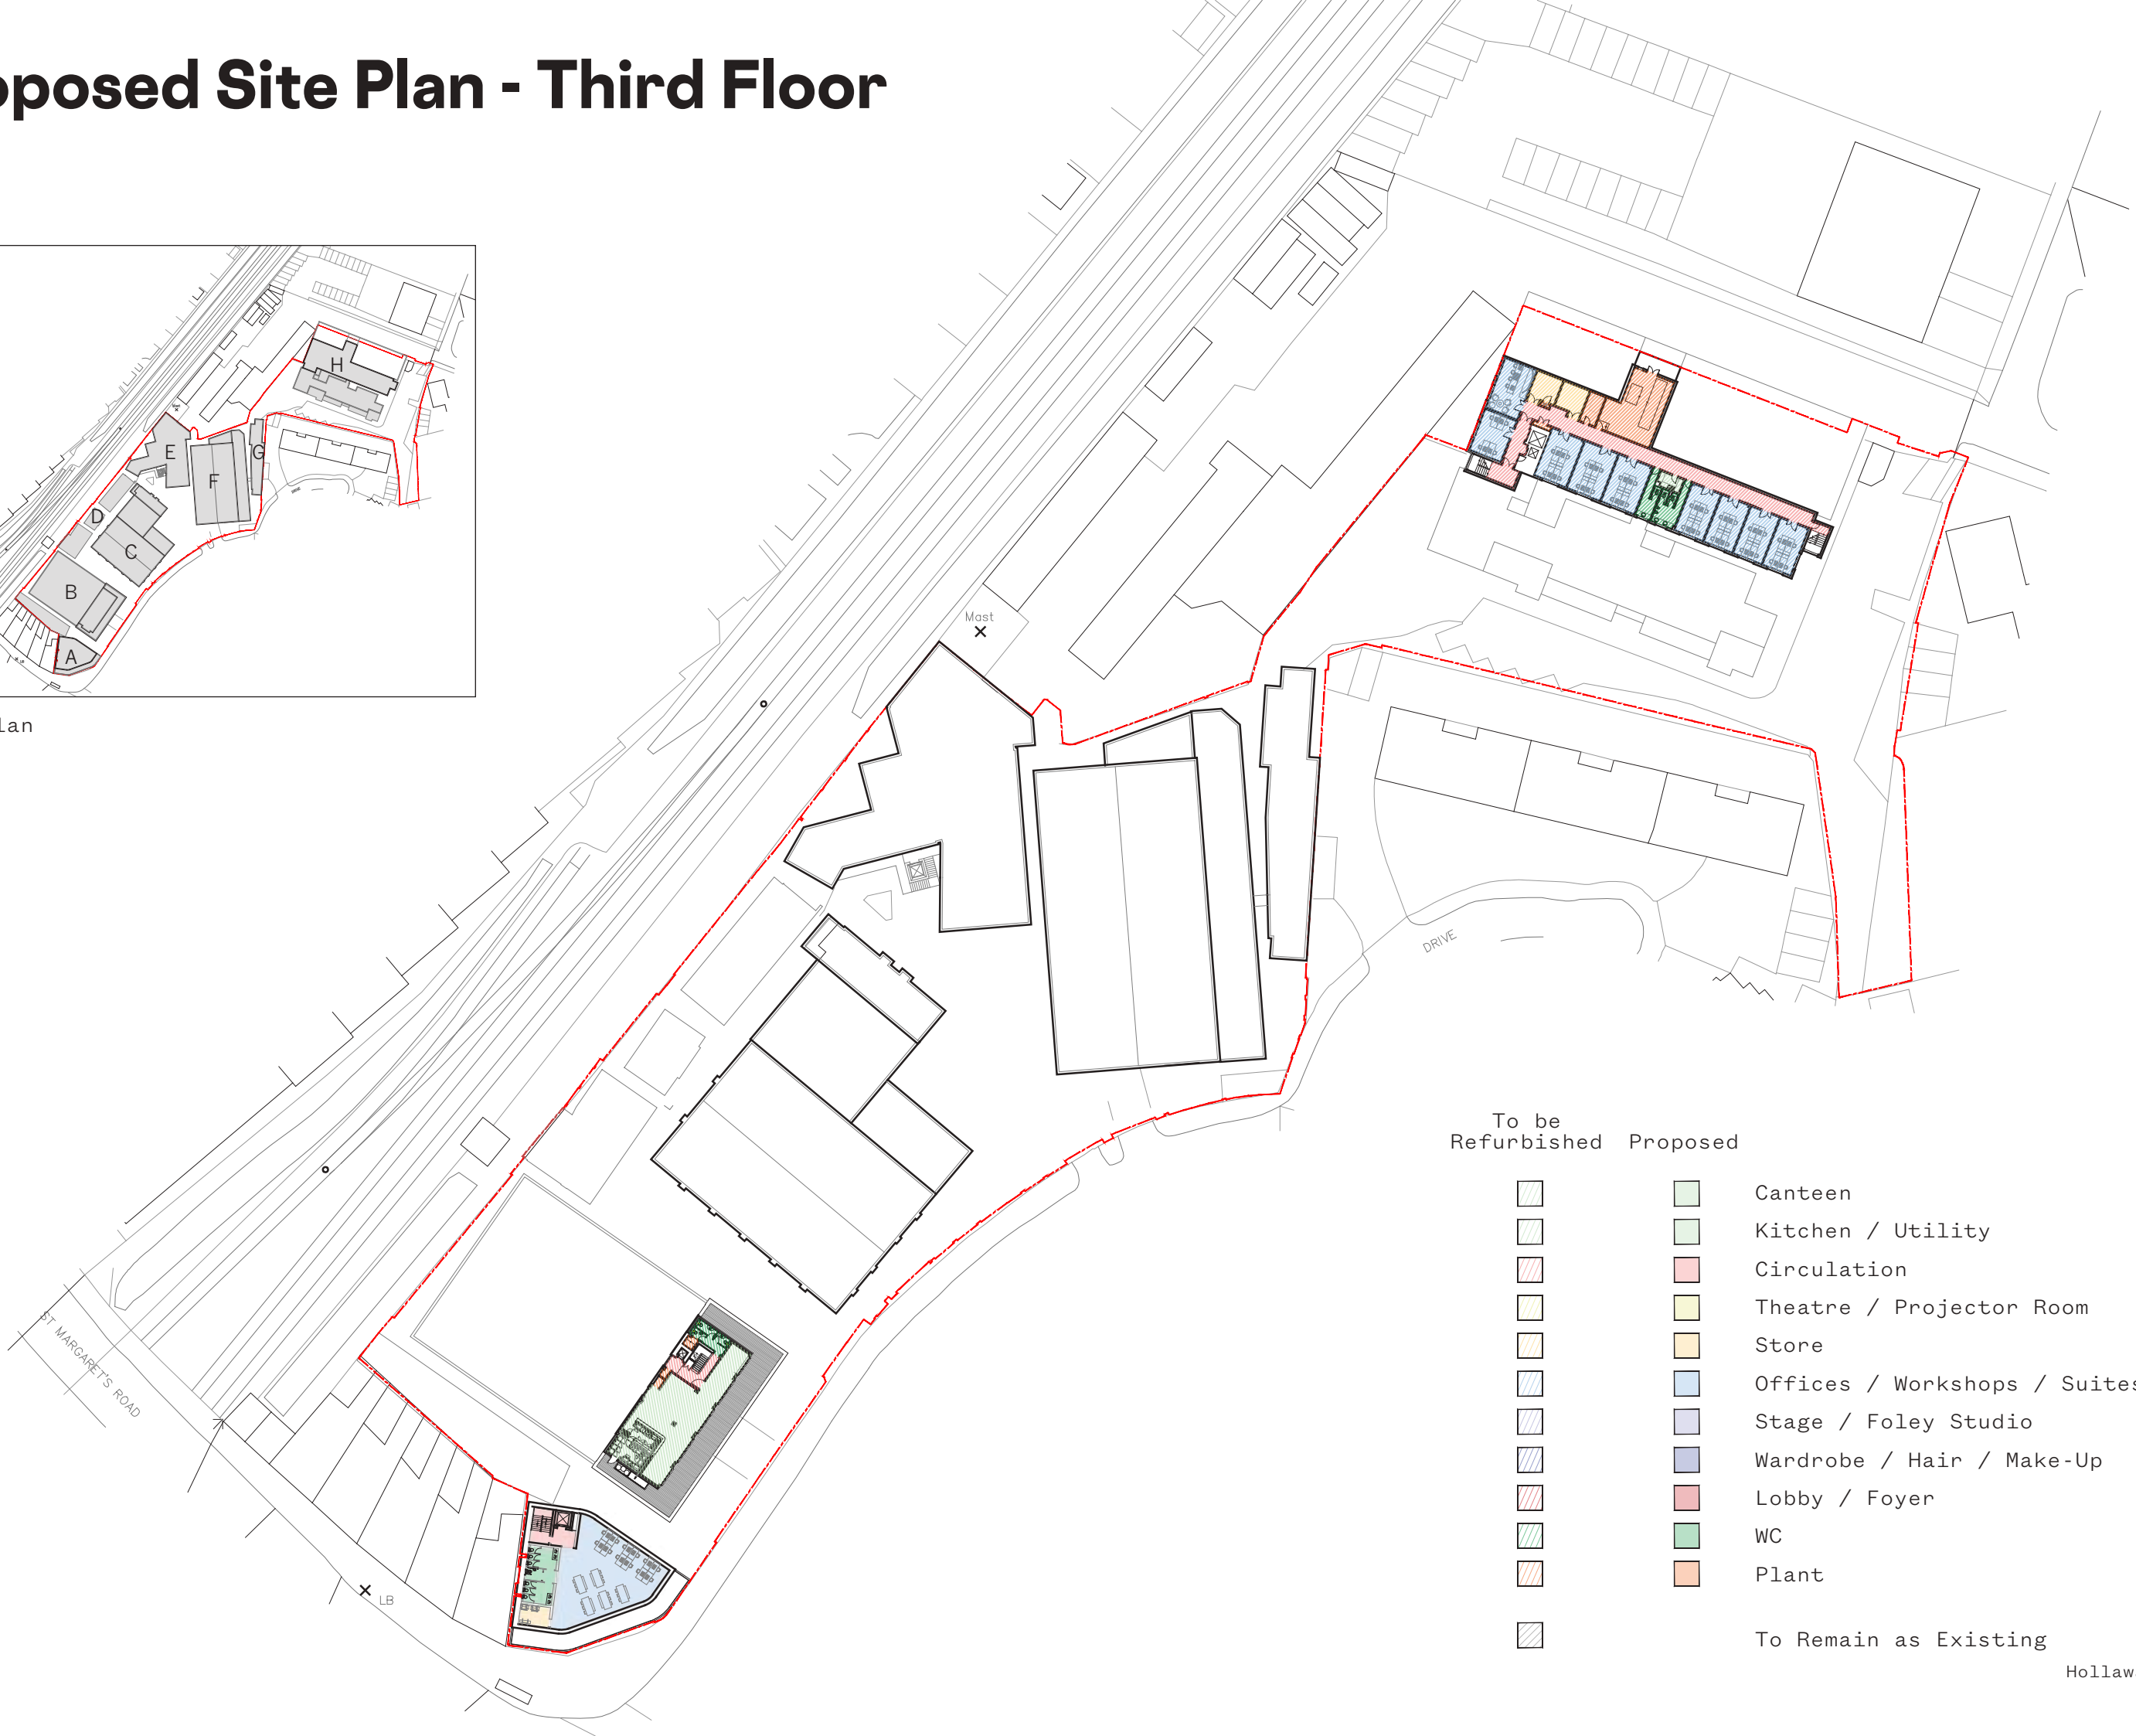 oposed Site Plan - Third Floor
H
E
G
F
D
C
B
A
lan
Mast
DRIVE
ST MARGARET'S ROAD
LB
To be
Refurbished Proposed
Canteen
Kitchen / Utility
Circulation
Theatre / Projector Room
Store
Offices / Workshops / Suites
Stage / Foley Studio
Wardrobe / Hair / Make-Up
Lobby / Foyer
WC
Plant
To Remain as Existing
Hollaw